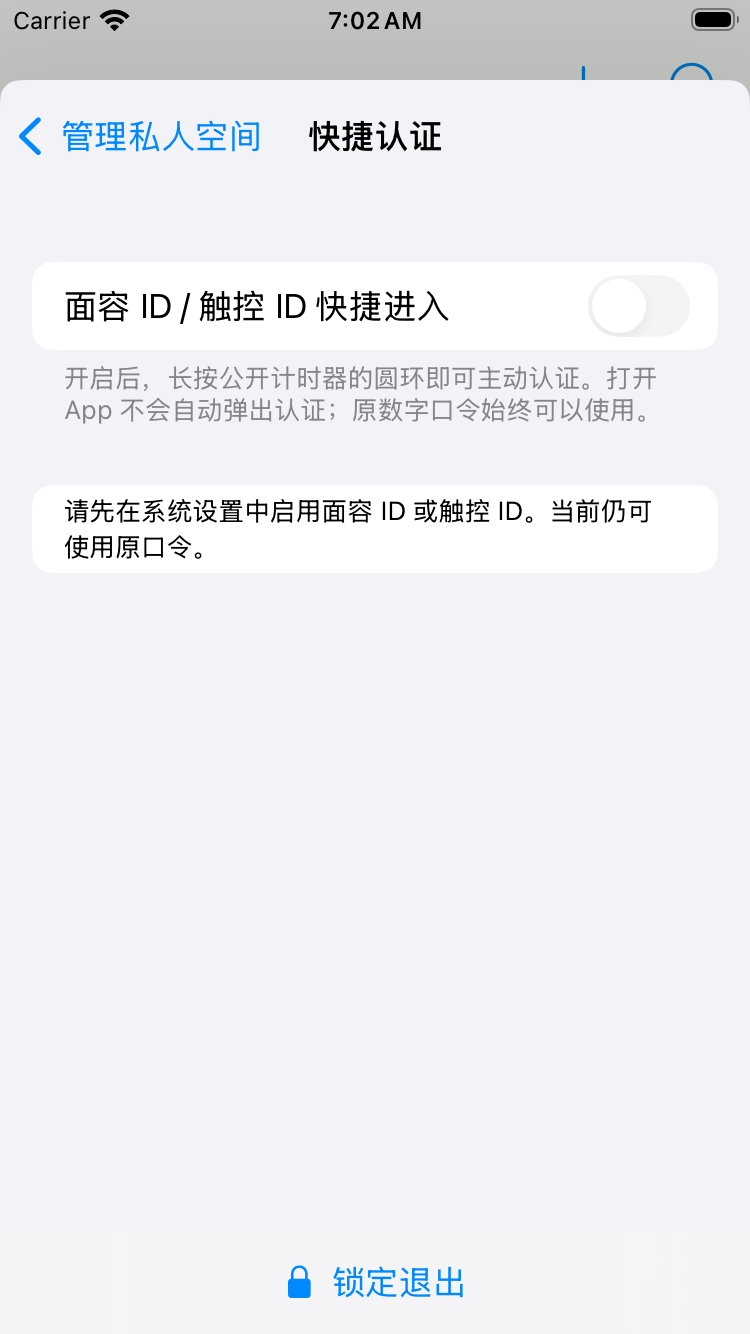 Carrier 7:02 AM
管理私人空间 快捷认证
面容 ID / 触控 ID 快捷进入
开启后，长按公开计时器的圆环即可主动认证。打开
App 不会自动弹出认证；原数字口令始终可以使用。
请先在系统设置中启用面容 ID 或触控 ID。当前仍可
使用原口令。
锁定退出